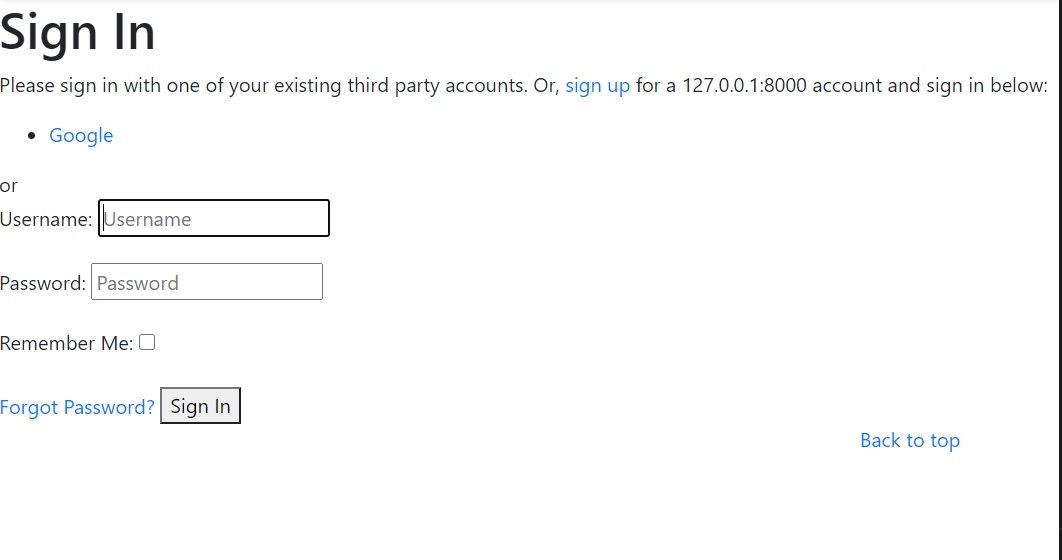 Sign In
Please sign in with one of your existing third party accounts. Or, sign up for a 127.0.0.1:8000 account and sign in below:
Google
or
Username: Username
Password: Password
Remember Me:
Forgot Password? Sign In
Back to top